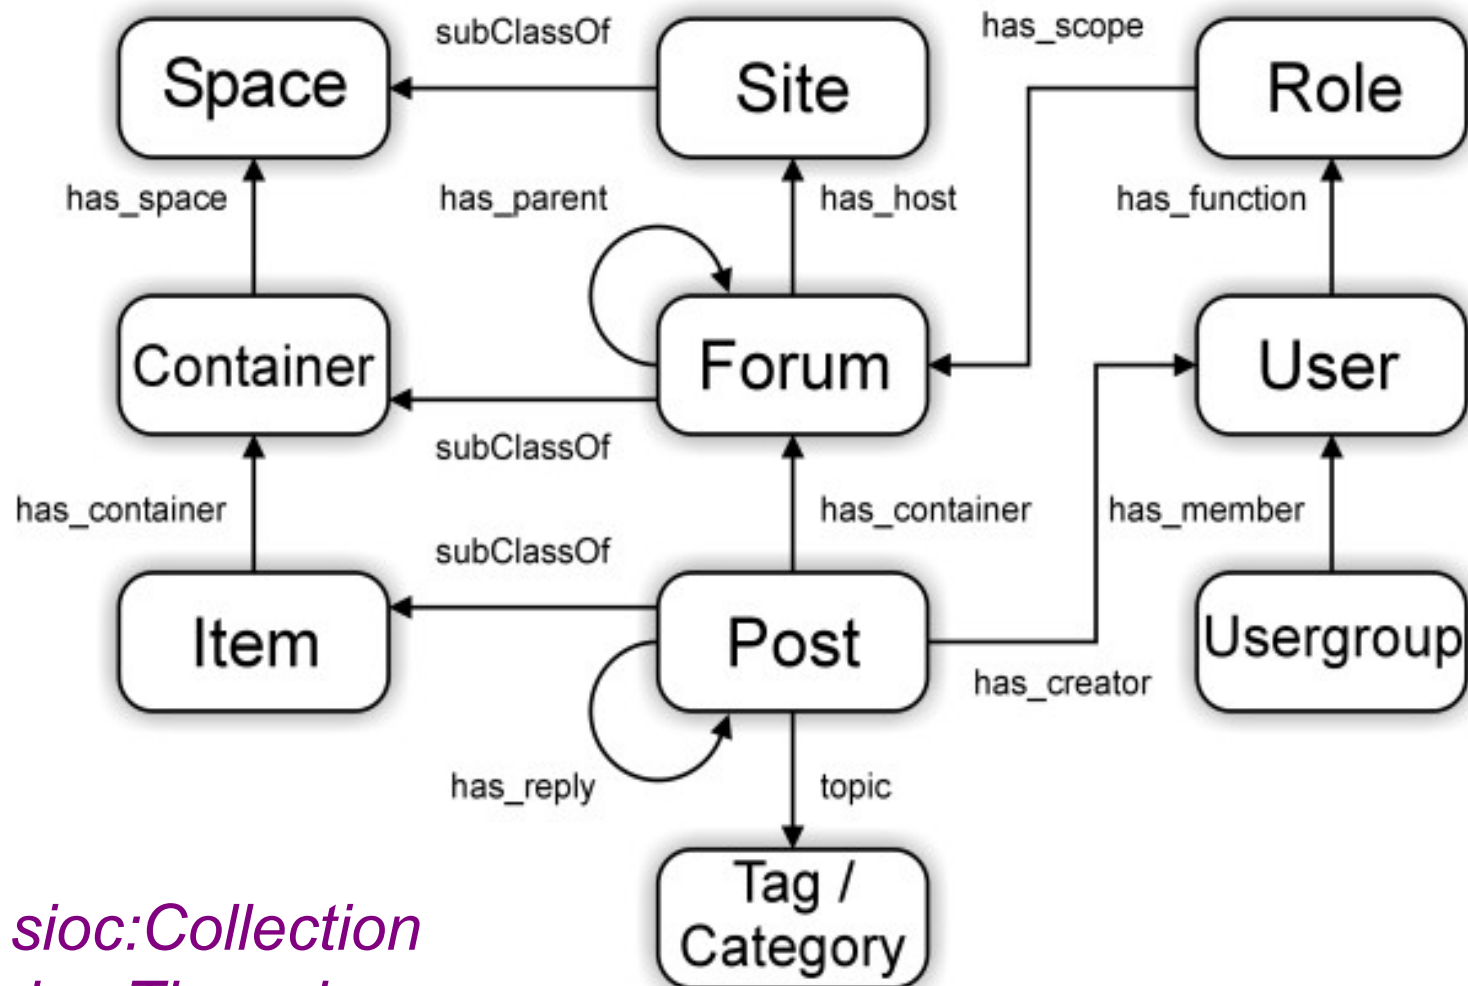 subClassOf
has_scope
Space
Site
Role
has_space
has_parent
has_host
has_function
Container
Forum
User
subClassOf
has_container
has_container
has_member
subClassOf
Item
Post
Usergroup
has_creator
has_reply
topic
Tag /
Category
sioc:Collection